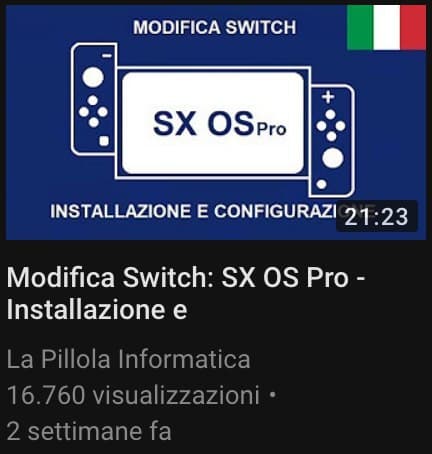 MODIFICA SWITCH
SX OS Pro
INSTALLAZIONE E CONFIGURAZIONE
21:23
Modifica Switch: SX OS Pro -
Installazione e
La Pillola Informatica
16.760 visualizzazioni •
2 settimane fa